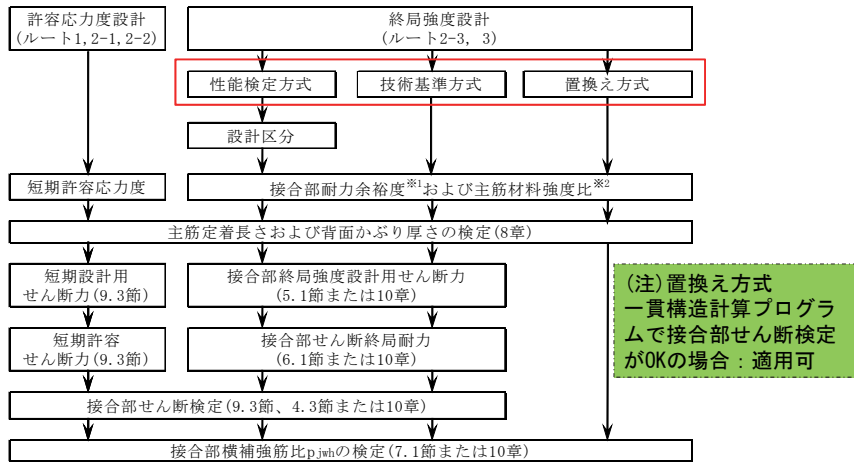 許容応力度設計
(ルート1,2-1,2-2)
終局強度設計
(ルート2-3, 3)
性能検定方式
技術基準方式
置換え方式
設計区分
短期許容応力度
接合部耐力余裕度※1および主筋材料強度比※2
主筋定着長さおよび背面かぶり厚さの検定(8章)
短期設計用
せん断力(9.3節)
接合部終局強度設計用せん断力
(5.1節または10章)
短期許容
せん断力(9.3節)
接合部せん断終局耐力
(6.1節または10章)
接合部せん断検定(9.3節、4.3節または10章)
接合部横補強筋比pjwhの検定(7.1節または10章)
(注)置換え方式
一貫構造計算プログラ
ムで接合部せん断検定
がOKの場合：適用可